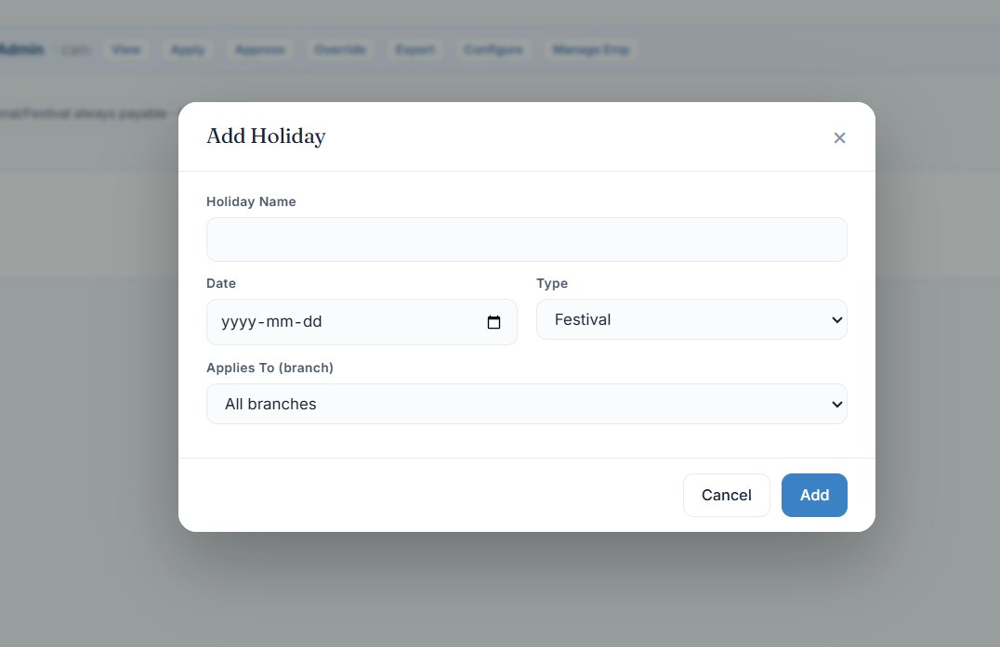 Admin · can: View Apply Approve Override Export Configure Manage Emp
onal/Festival always payable ·
Add Holiday ×
Holiday Name
Date Type
yyyy-mm-dd Festival
Applies To (branch)
All branches
Cancel Add